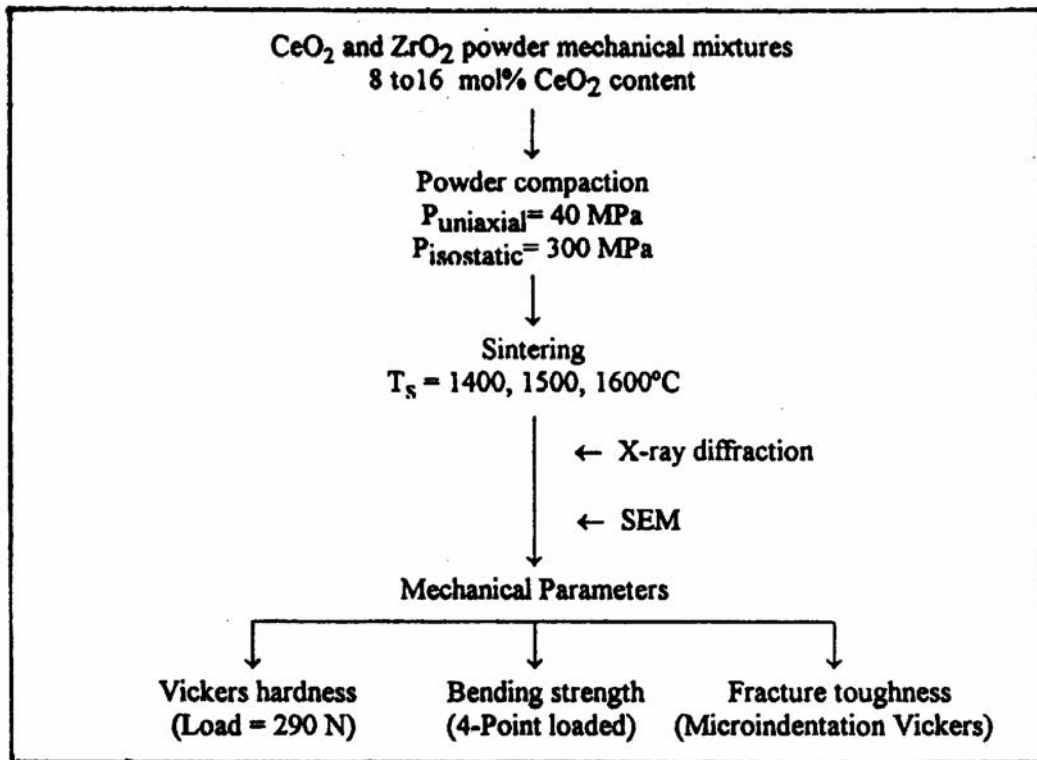 CeO₂ and ZrO₂ powder mechanical mixtures
8 to16 mol% CeO₂ content
Powder compaction
Puniaxial= 40 MPa
Pisostatic= 300 MPa
Sintering
Tₛ = 1400, 1500, 1600ºC
← X-ray diffraction
← SEM
Mechanical Parameters
Vickers hardness Bending strength Fracture toughness
(Load = 290 N) (4-Point loaded) (Microindentation Vickers)